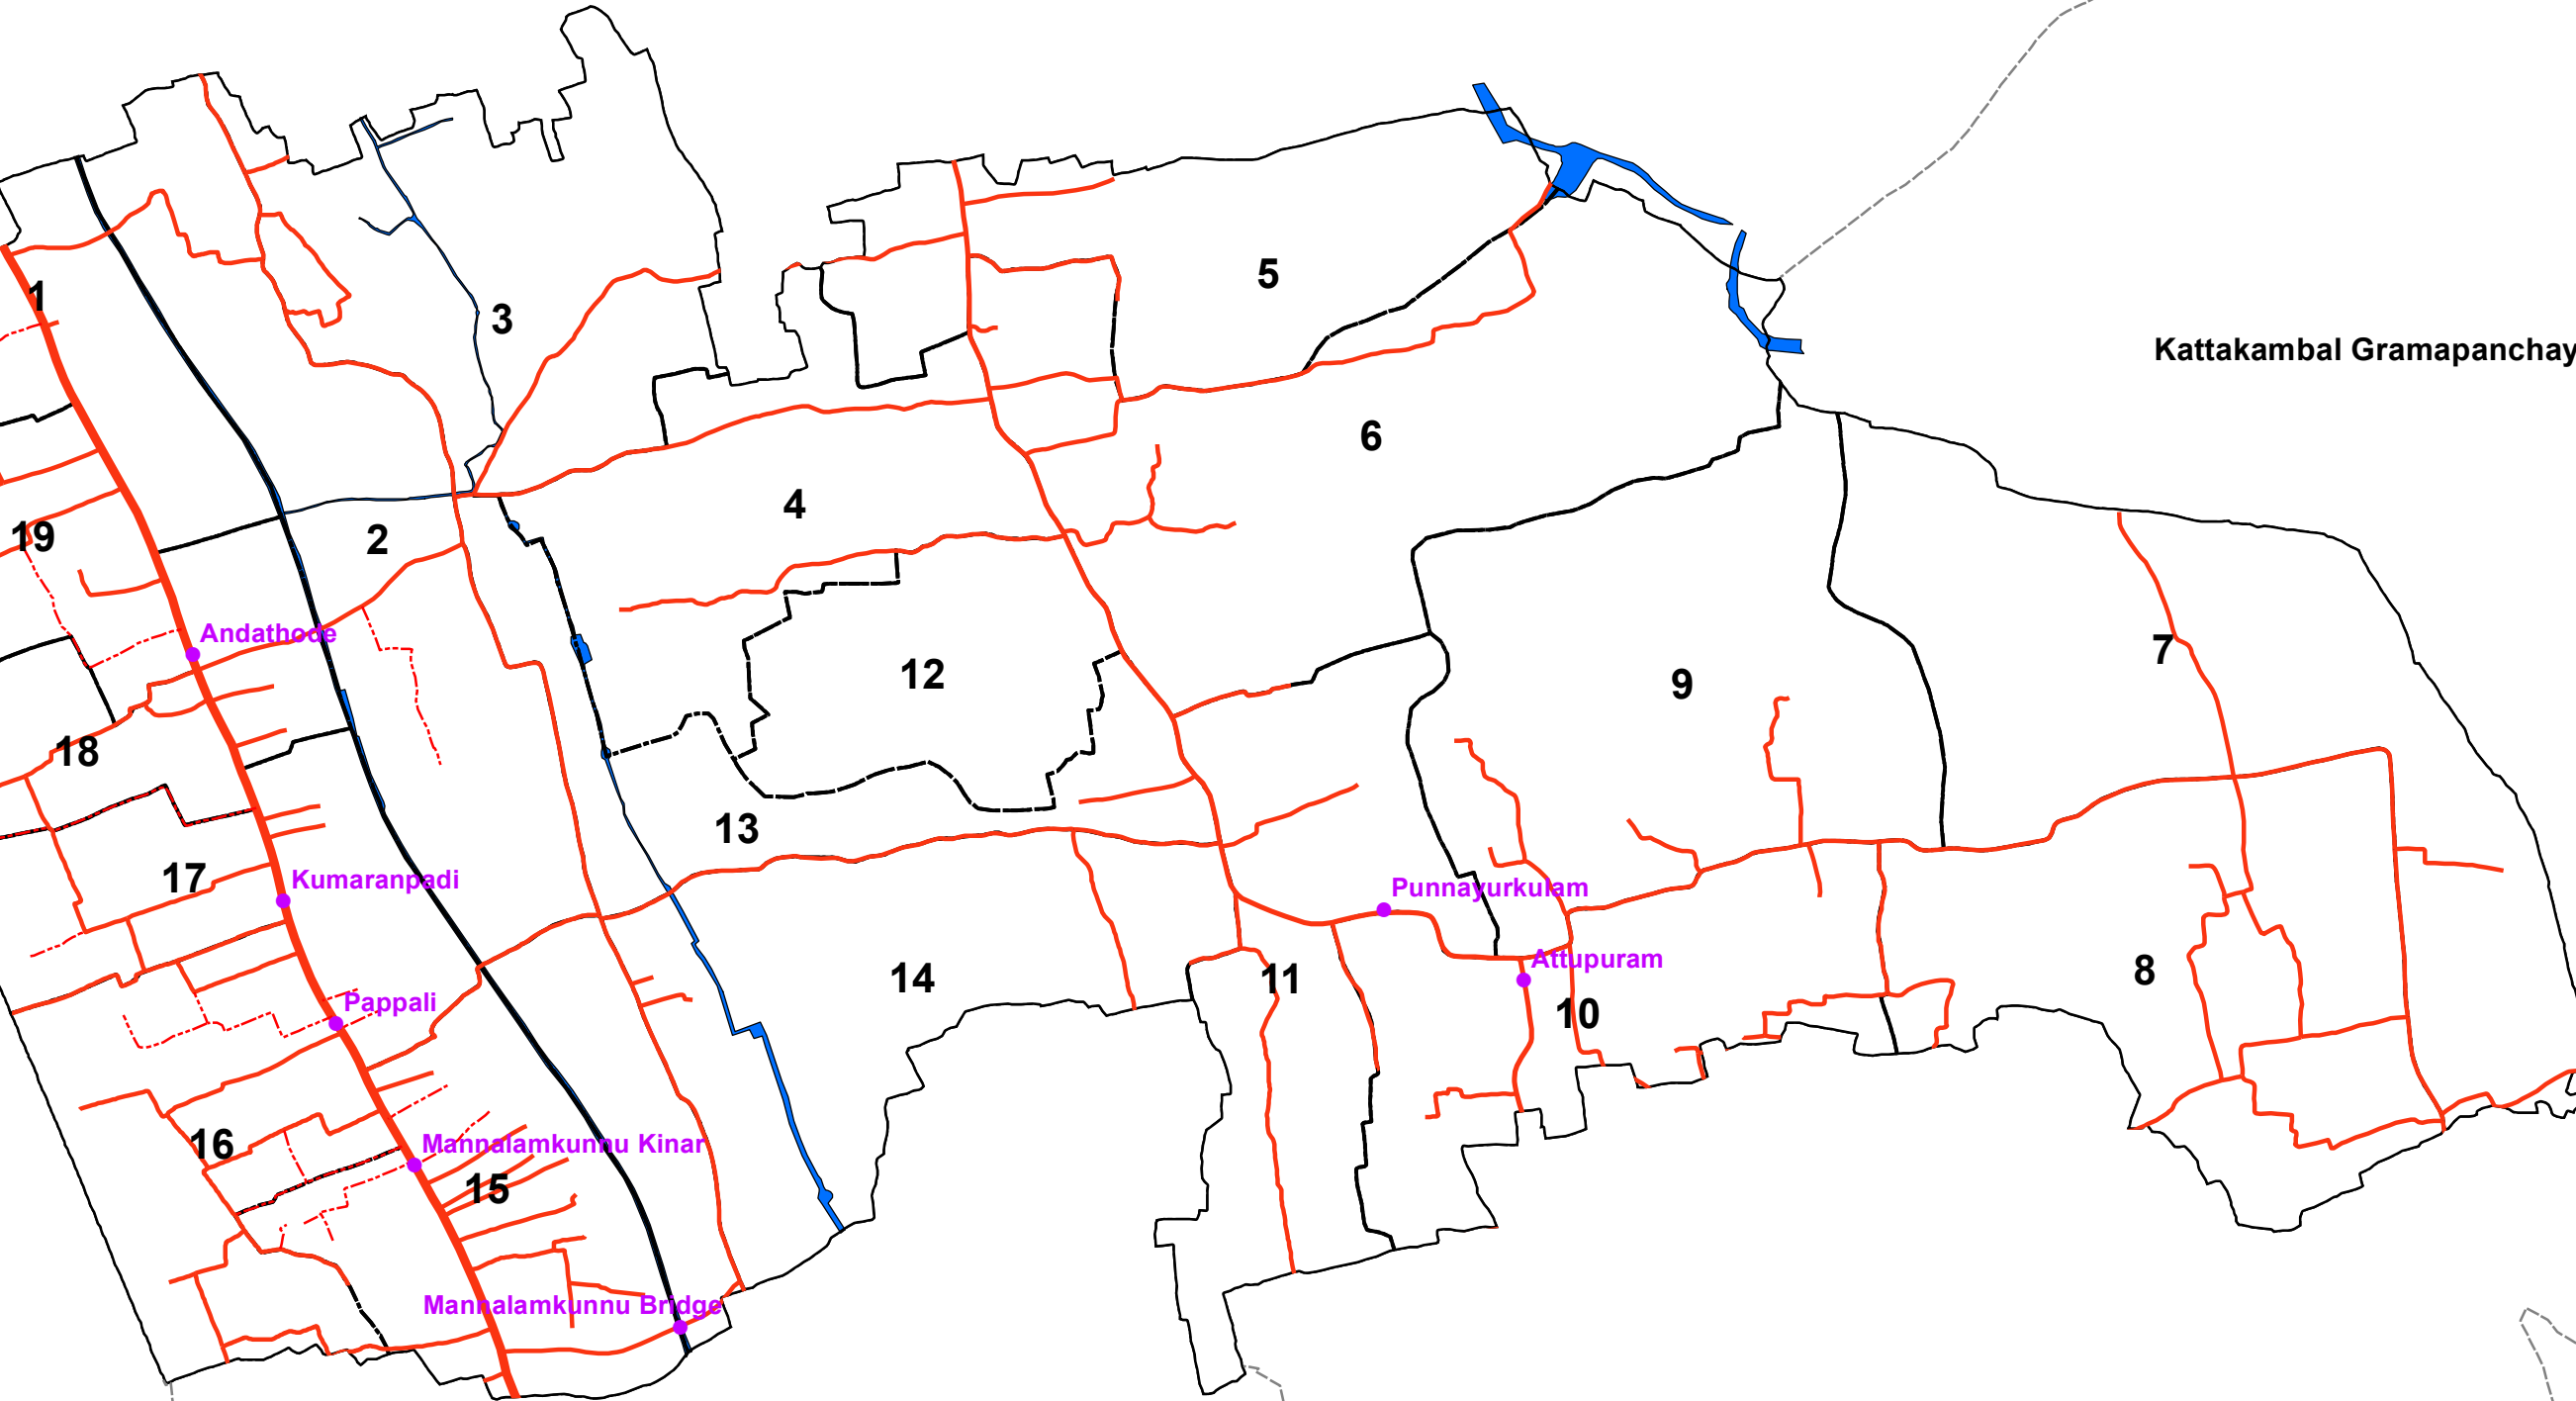 5
1
3
Kattakambal Gramapanchay
6
4
19
2
Andathode
7
12
9
18
13
17
Kumaranpadi
Punnayurkulam
Attupuram
8
14
11
Pappali
10
16
Mannalamkunnu Kinar
15
Mannalamkunnu Bridge